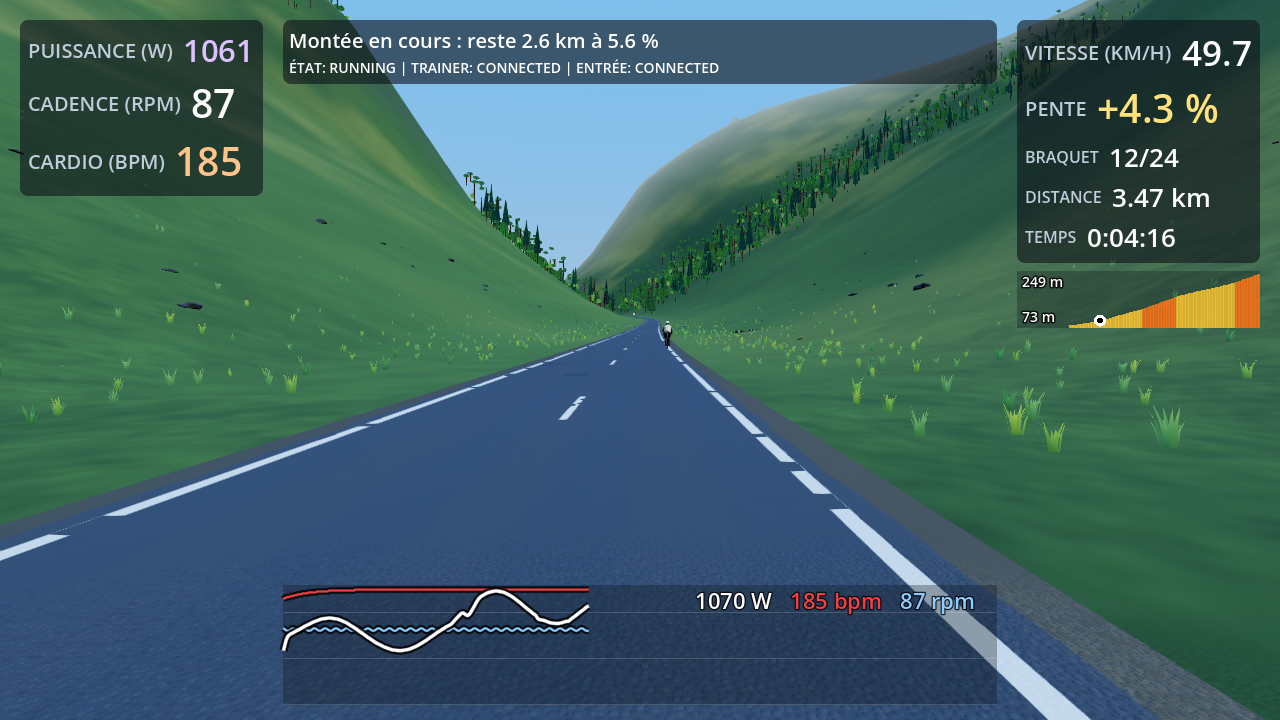 PUISSANCE (W) 1061
CADENCE (RPM) 87
CARDIO (BPM) 185
Montée en cours : reste 2.6 km à 5.6 %
ÉTAT: RUNNING | TRAINER: CONNECTED | ENTRÉE: CONNECTED
VITESSE (KM/H) 49.7
PENTE +4.3 %
BRAQUET 12/24
DISTANCE 3.47 km
TEMPS 0:04:16
249 m
73 m
1070 W 185 bpm 87 rpm